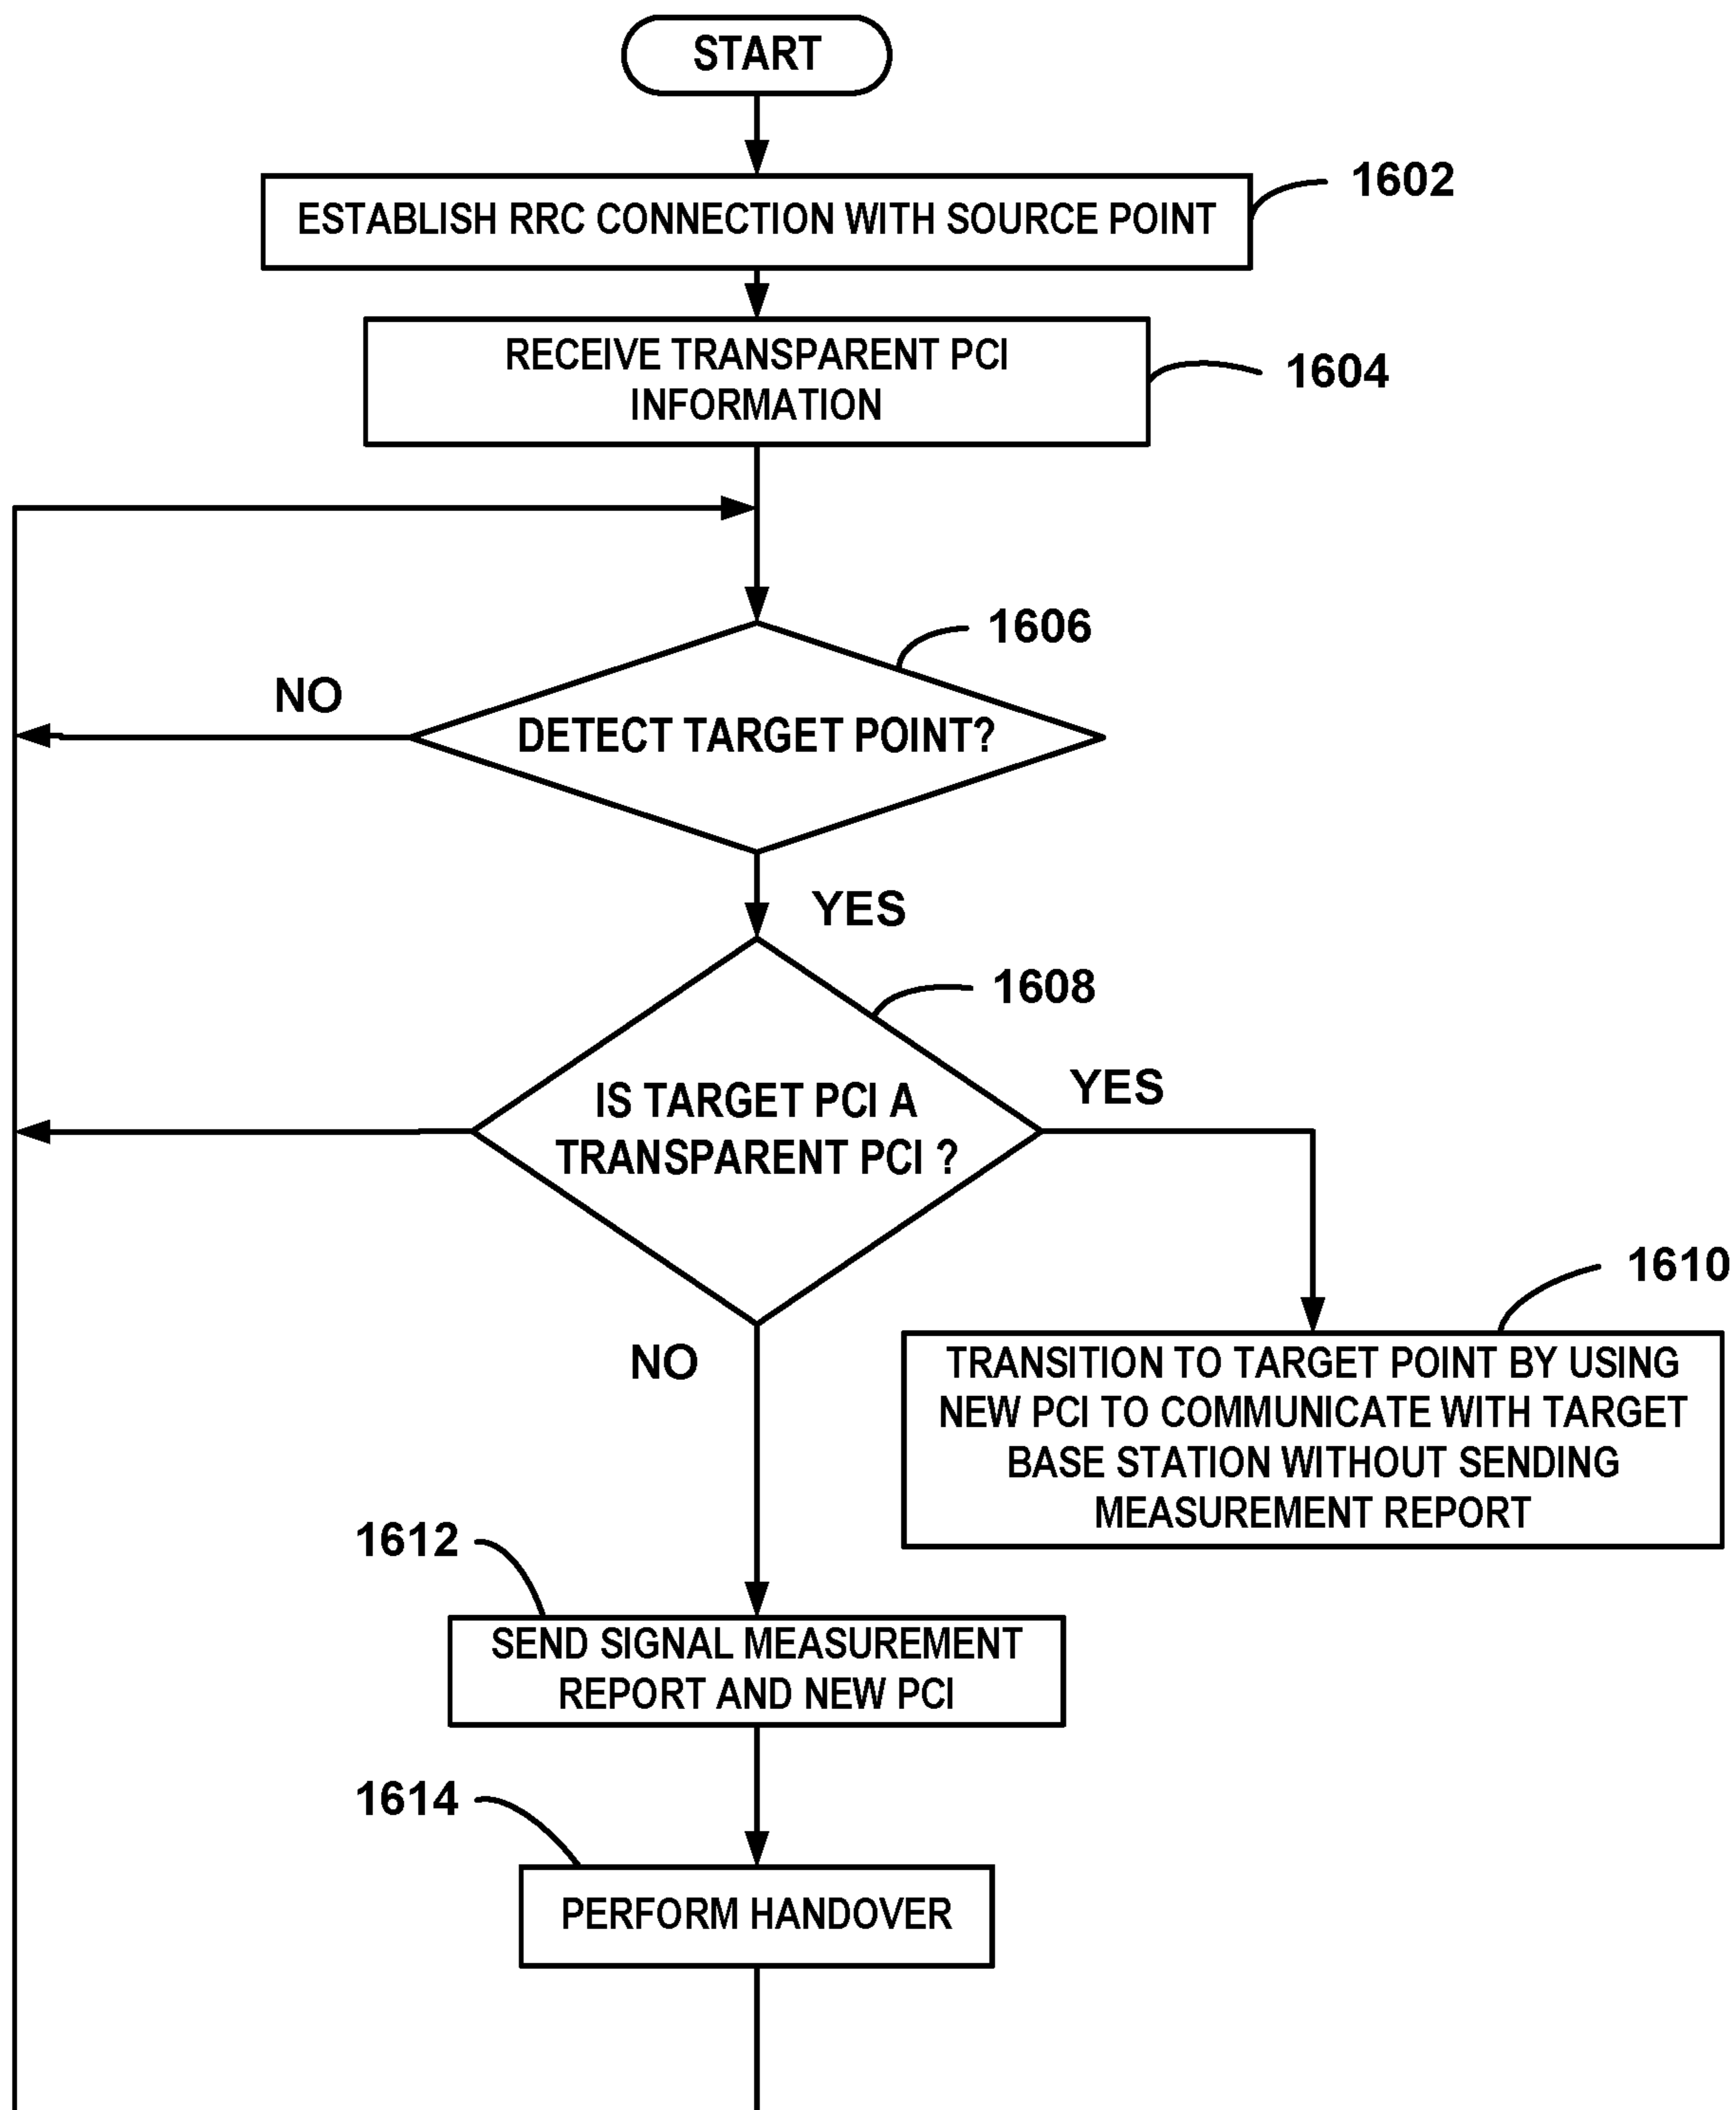 START
ESTABLISH RRC CONNECTION WITH SOURCE POINT
1602
RECEIVE TRANSPARENT PCI
INFORMATION
1604
1606
NO
DETECT TARGET POINT?
YES
1608
IS TARGET PCI A
TRANSPARENT PCI ?
YES
1610
NO
TRANSITION TO TARGET POINT BY USING
NEW PCI TO COMMUNICATE WITH TARGET
BASE STATION WITHOUT SENDING
MEASUREMENT REPORT
1612
SEND SIGNAL MEASUREMENT
REPORT AND NEW PCI
1614
PERFORM HANDOVER